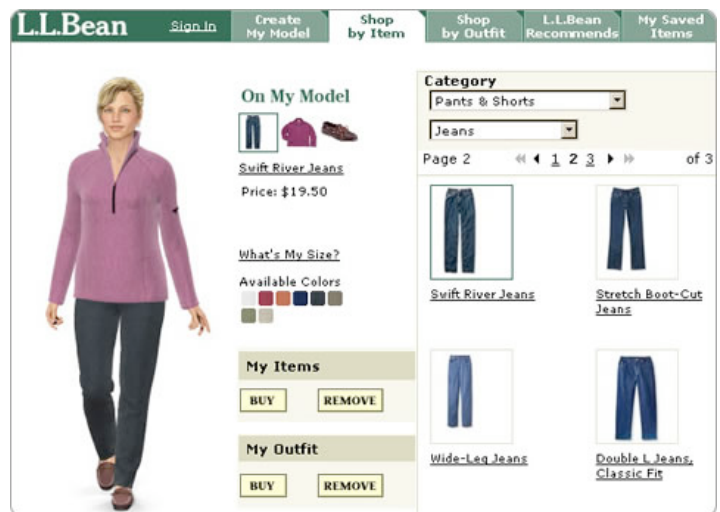 L.L.Bean
Sign In
Create
My Model
Shop
by Item
Shop
by Outfit
L.L.Bean
Recommends
My Saved
Items
On My Model
Swift River Jeans
Price: $19.50
What's My Size?
Available Colors
My Items
BUY
REMOVE
My Outfit
BUY
REMOVE
Category
Pants & Shorts
Jeans
Page 2 1 2 3 of 3
Swift River Jeans
Stretch Boot-Cut
Jeans
Wide-Leg Jeans
Double L Jeans,
Classic Fit